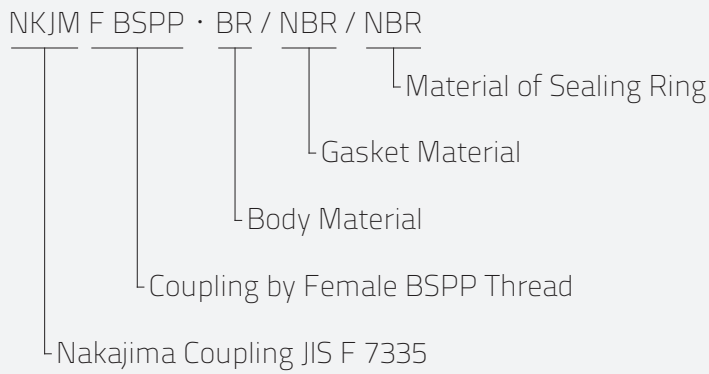 NKJM F BSPP · BR / NBR / NBR
Material of Sealing Ring
Gasket Material
Body Material
Coupling by Female BSPP Thread
Nakajima Coupling JIS F 7335